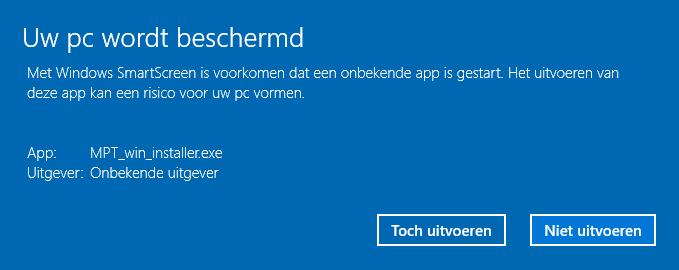 Uw pc wordt beschermd
Met Windows SmartScreen is voorkomen dat een onbekende app is gestart. Het uitvoeren van
deze app kan een risico voor uw pc vormen.
App: MPT_win_installer.exe
Uitgever: Onbekende uitgever
Toch uitvoeren Niet uitvoeren